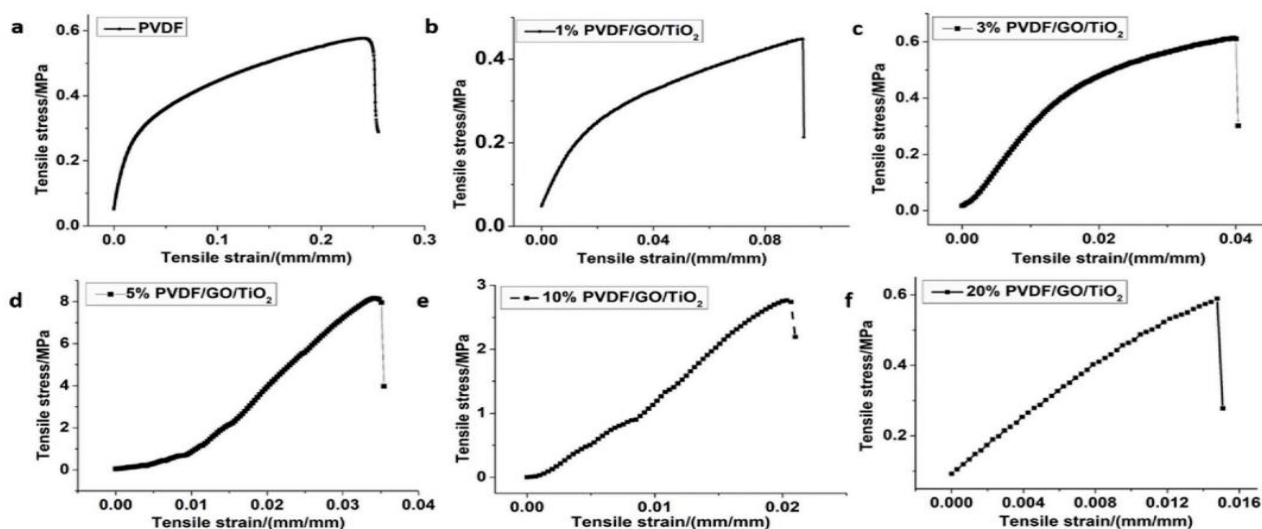 a
PVDF
Tensile stress/MPa
0.6
0.4
0.2
0.0
0.0 0.1 0.2 0.3
Tensile strain/(mm/mm)
b
1% PVDF/GO/TiO₂
Tensile stress/MPa
0.4
0.2
0.0
0.00 0.04 0.08
Tensile strain/(mm/mm)
c
3% PVDF/GO/TiO₂
Tensile stress/MPa
0.6
0.4
0.2
0.0
0.00 0.02 0.04
Tensile strain/(mm/mm)
d
5% PVDF/GO/TiO₂
Tensile stress/MPa
8
6
4
2
0
0.00 0.01 0.02 0.03 0.04
Tensile strain/(mm/mm)
e
10% PVDF/GO/TiO₂
Tensile stress/MPa
3
2
1
0
0.00 0.01 0.02
Tensile strain/(mm/mm)
f
20% PVDF/GO/TiO₂
Tensile stress/MPa
0.6
0.4
0.2
0.000 0.004 0.008 0.012 0.016
Tensile strain/(mm/mm)